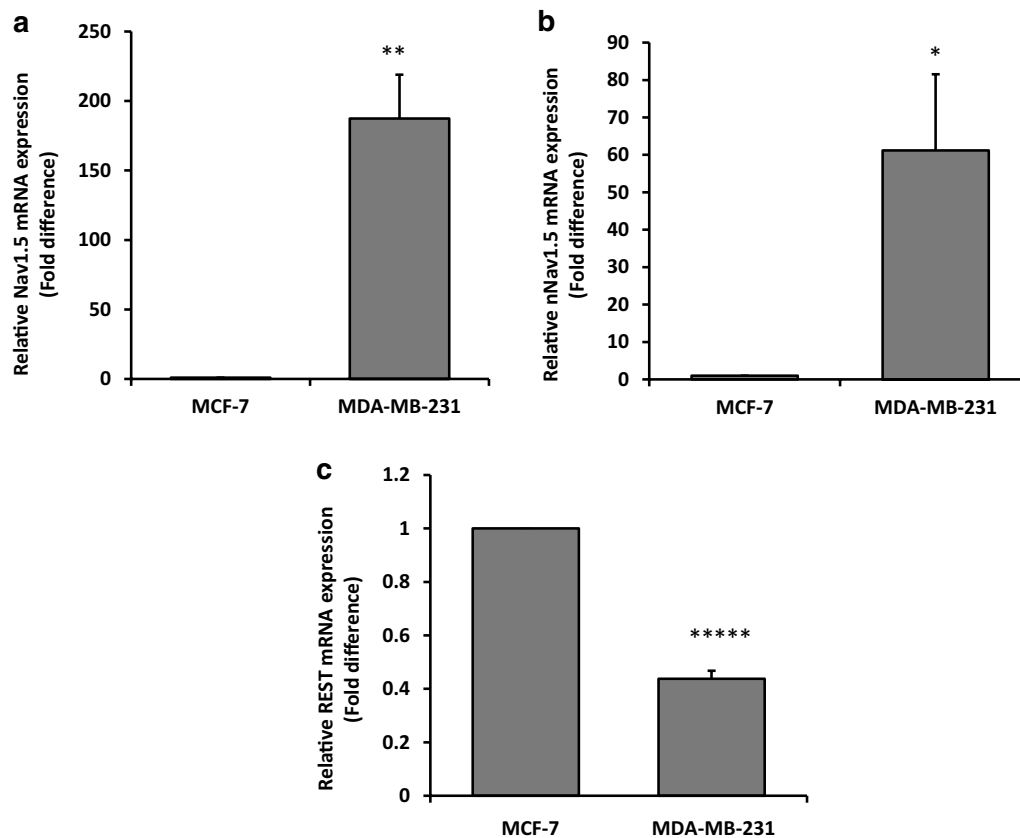 a
Relative Nav1.5 mRNA expression
(Fold difference)
250
200
150
100
50
0
**
MCF-7 MDA-MB-231
b
Relative nNav1.5 mRNA expression
(Fold difference)
90
80
70
60
50
40
30
20
10
0
*
MCF-7 MDA-MB-231
c
Relative REST mRNA expression
(Fold difference)
1.2
1
0.8
0.6
0.4
0.2
0
*****
MCF-7 MDA-MB-231